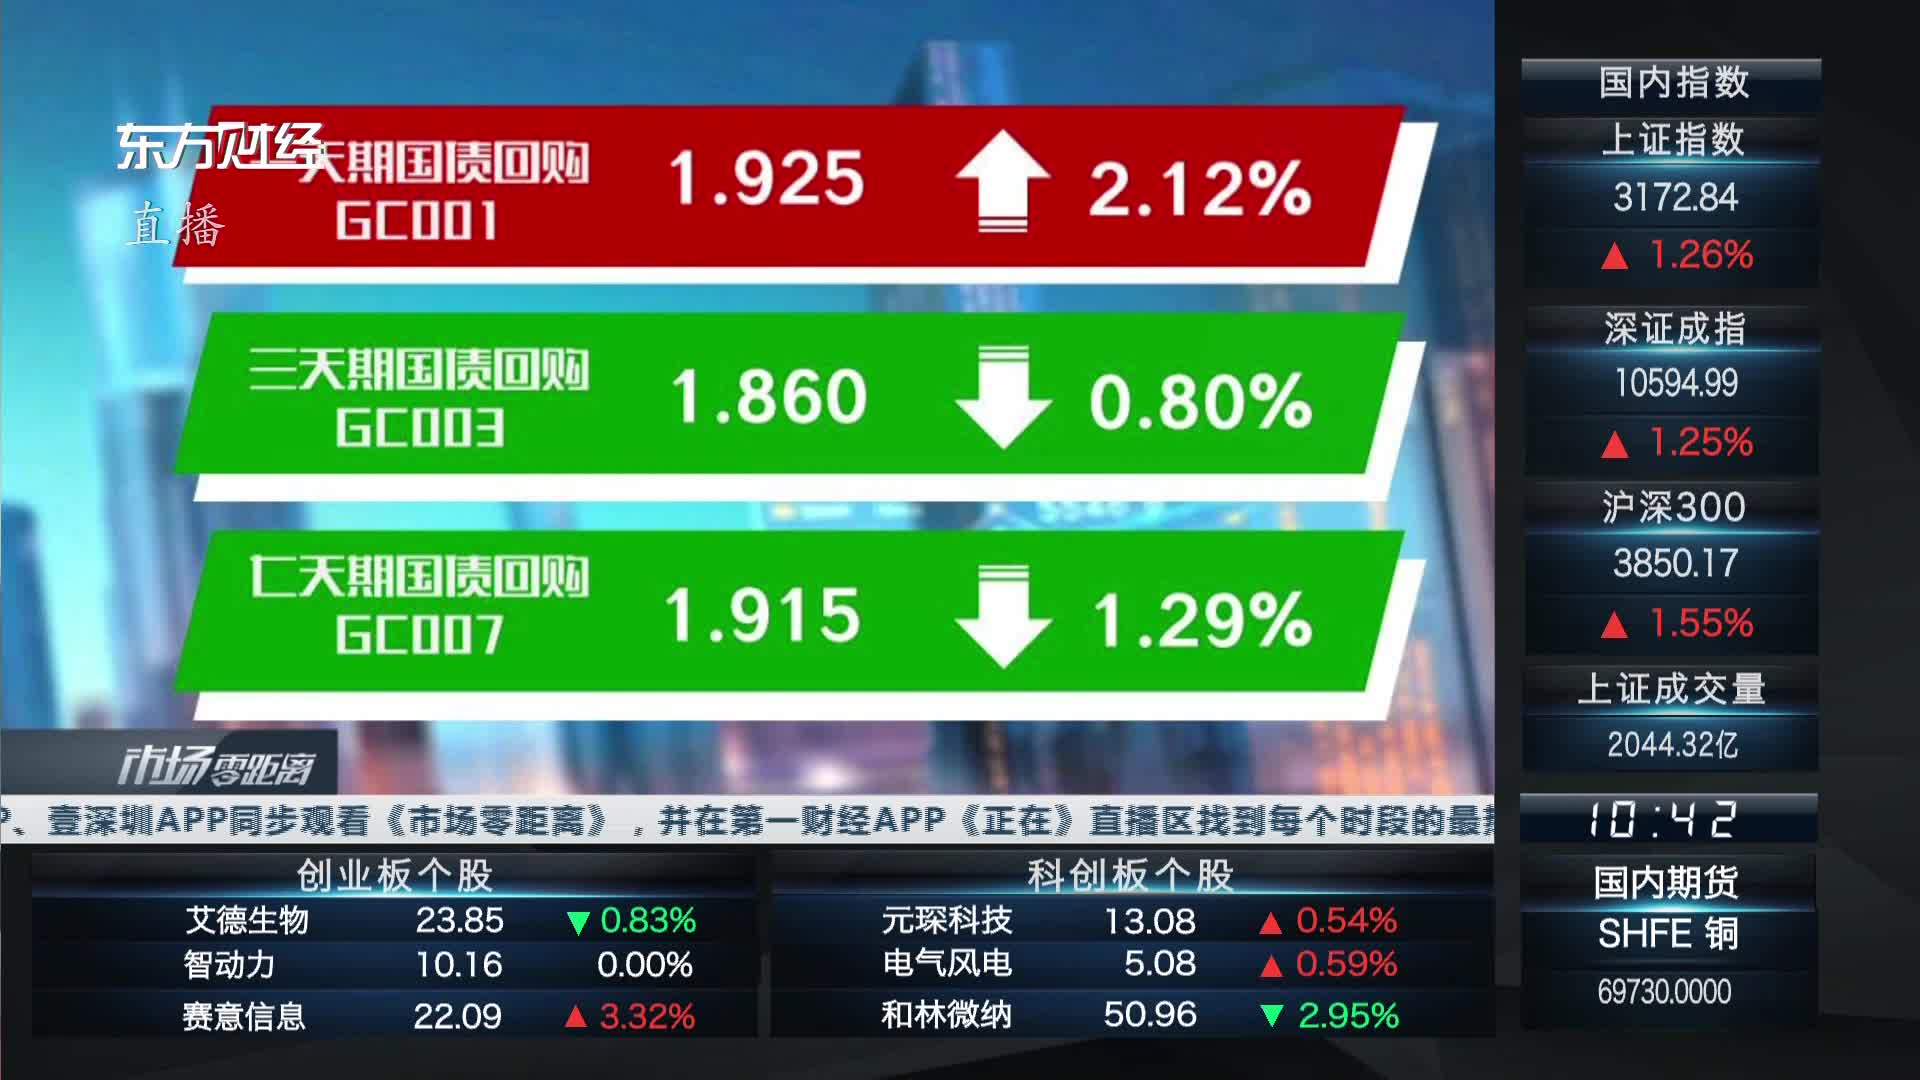 东方财经
直播
天期国债回购
GC001
1.925
2.12%
三天期国债回购
GC003
1.860
0.80%
七天期国债回购
GC007
1.915
1.29%
市场零距离
P、壹深圳APP同步观看《市场零距离》，并在第一财经APP《正在》直播区找到每个时段的最
创业板个股
艾德生物 23.85 ▼0.83%
智动力 10.16 0.00%
赛意信息 22.09 ▲3.32%
科创板个股
元琛科技 13.08 ▲0.54%
电气风电 5.08 ▲0.59%
和林微纳 50.96 ▼2.95%
国内指数
上证指数
3172.84
▲ 1.26%
深证成指
10594.99
▲ 1.25%
沪深300
3850.17
▲ 1.55%
上证成交量
2044.32亿
10:42
国内期货
SHFE 铜
69730.0000